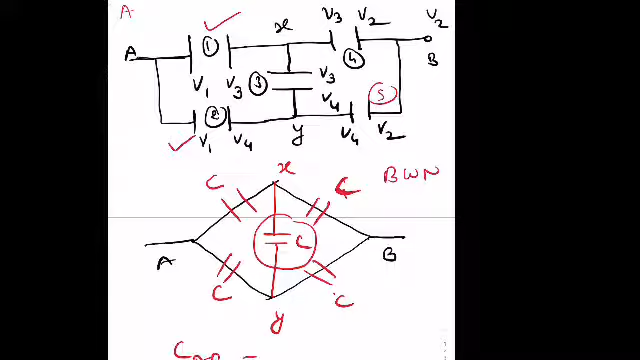 A-
x V3 V2 V2
A 1 4 B
V1 V3 3 V3
V4 5
2
V1 V4 y V4 V2
x
C C BWN
A C B
C C
y